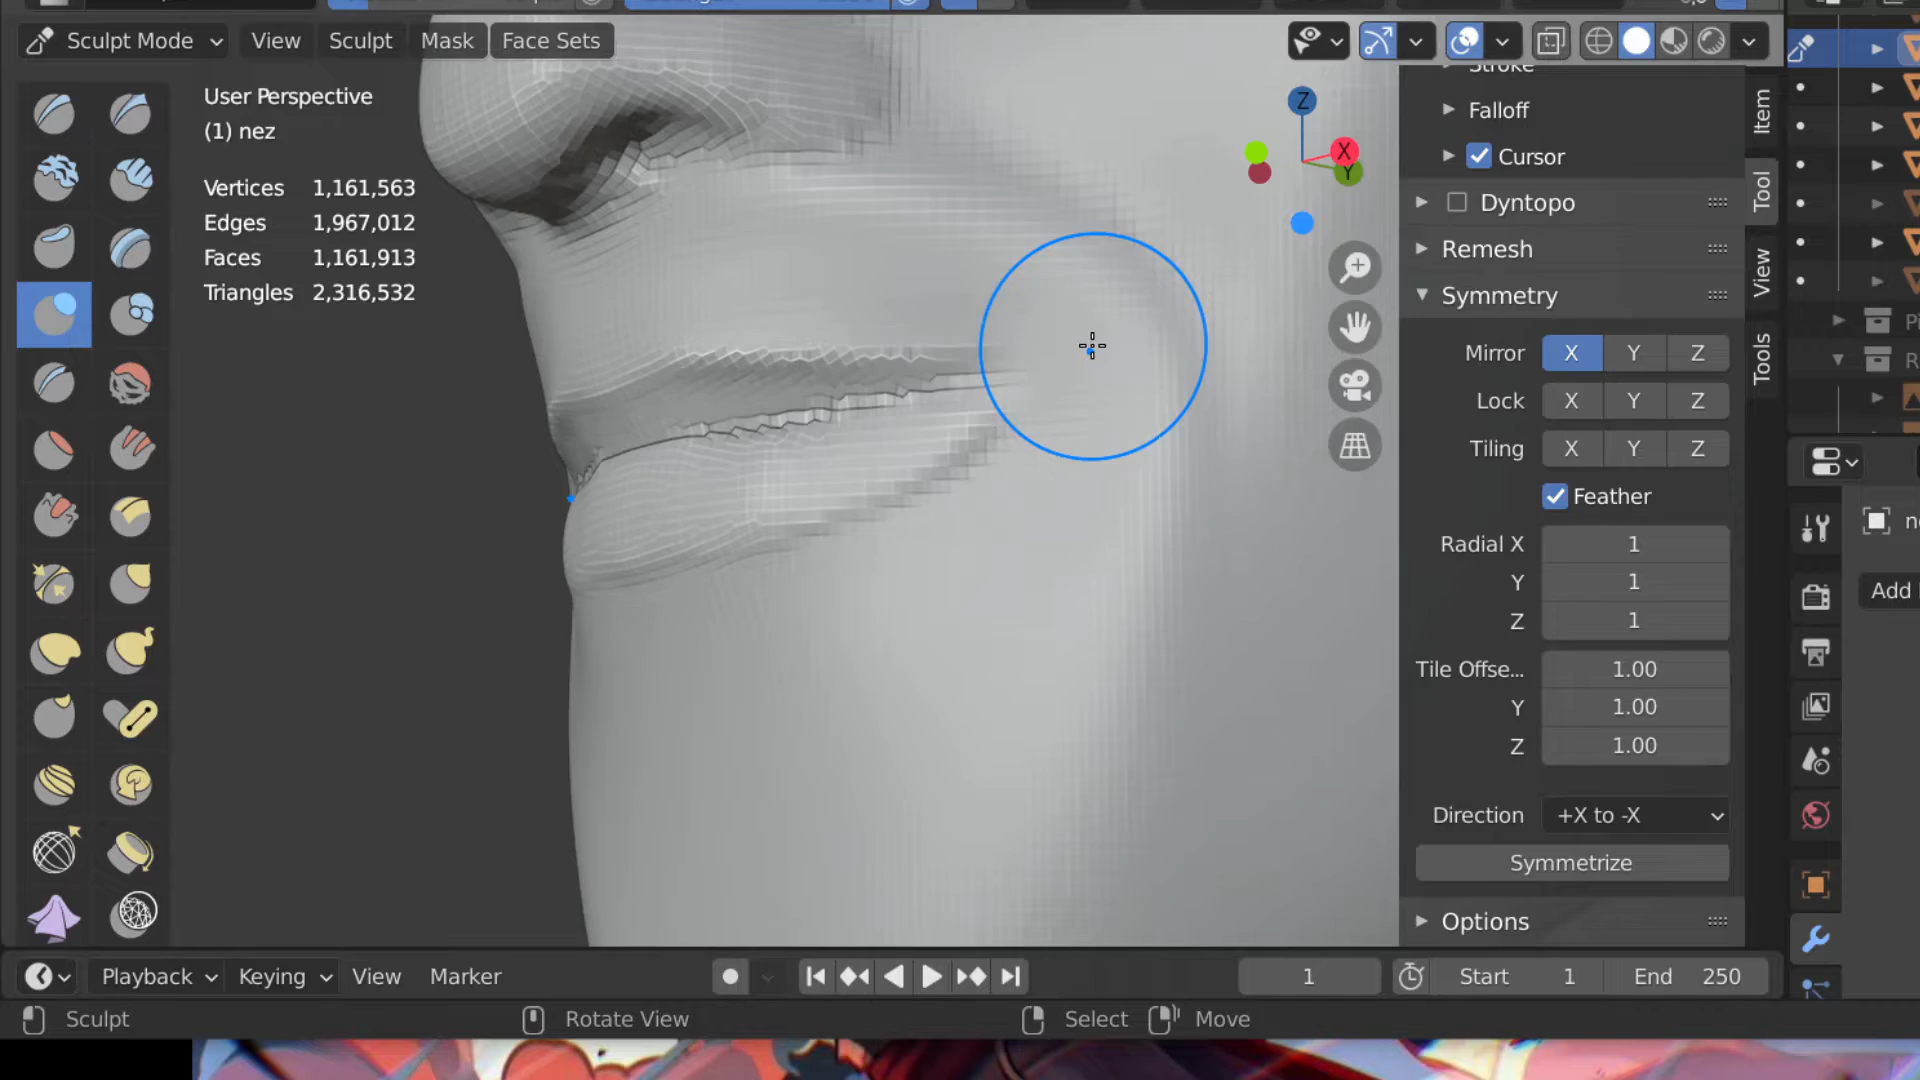 Sculpt Mode View Sculpt Mask Face Sets
User Perspective
(1) nez
Vertices 1,161,563
Edges 1,967,012
Faces 1,161,913
Triangles 2,316,532
Z
X
Y
Stroke
Falloff
Cursor
Dyntopo
Remesh
Symmetry
Mirror X Y Z
Lock X Y Z
Tiling X Y Z
Feather
Radial X 1
Y 1
Z 1
Tile Offse... 1.00
Y 1.00
Z 1.00
Direction +X to -X
Symmetrize
Options
Item
Tool
View
Tools
R
Add
Playback Keying View Marker
1 Start 1 End 250
Sculpt Rotate View Select Move